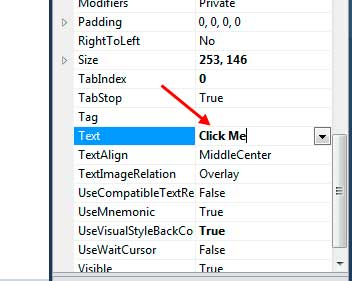 Modifiers Private
Padding 0, 0, 0, 0
RightToLeft No
Size 253, 146
TabIndex 0
TabStop True
Tag
Text Click Me
TextAlign MiddleCenter
TextImageRelation Overlay
UseCompatibleTextRe False
UseMnemonic True
UseVisualStyleBackCo True
UseWaitCursor False
Visible True